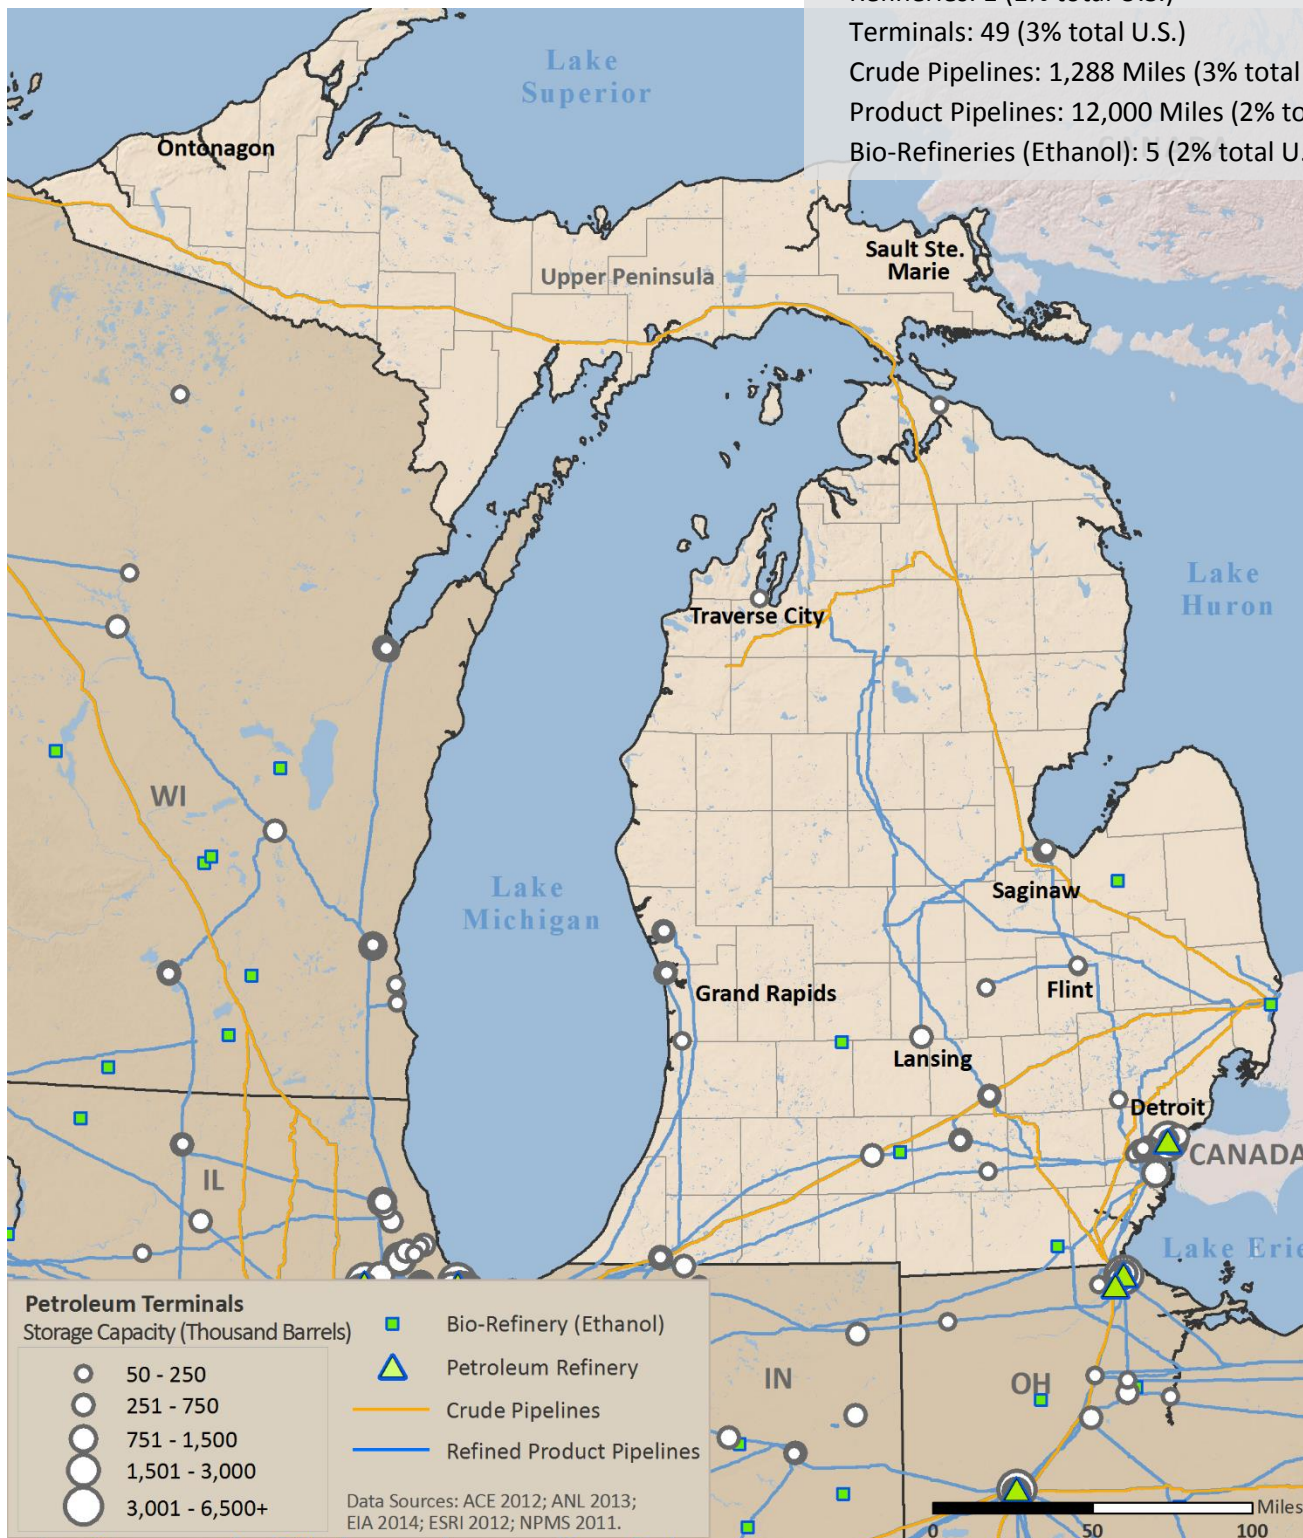 Terminals: 49 (3% total U.S.)
Crude Pipelines: 1,288 Miles (3% total
Product Pipelines: 12,000 Miles (2% to
Bio-Refineries (Ethanol): 5 (2% total U.
CANADA
Lake
Superior
Ontonagon
Sault Ste.
Marie
Upper Peninsula
Lake
Huron
Traverse City
WI
Saginaw
Lake
Michigan
Grand Rapids
Flint
Lansing
Detroit
CANADA
IL
Lake Erie
IN
OH
Petroleum Terminals
Storage Capacity (Thousand Barrels)
50 - 250
251 - 750
751 - 1,500
1,501 - 3,000
3,001 - 6,500+
Bio-Refinery (Ethanol)
Petroleum Refinery
Crude Pipelines
Refined Product Pipelines
Data Sources: ACE 2012; ANL 2013;
EIA 2014; ESRI 2012; NPMS 2011.
Miles
0 50 100